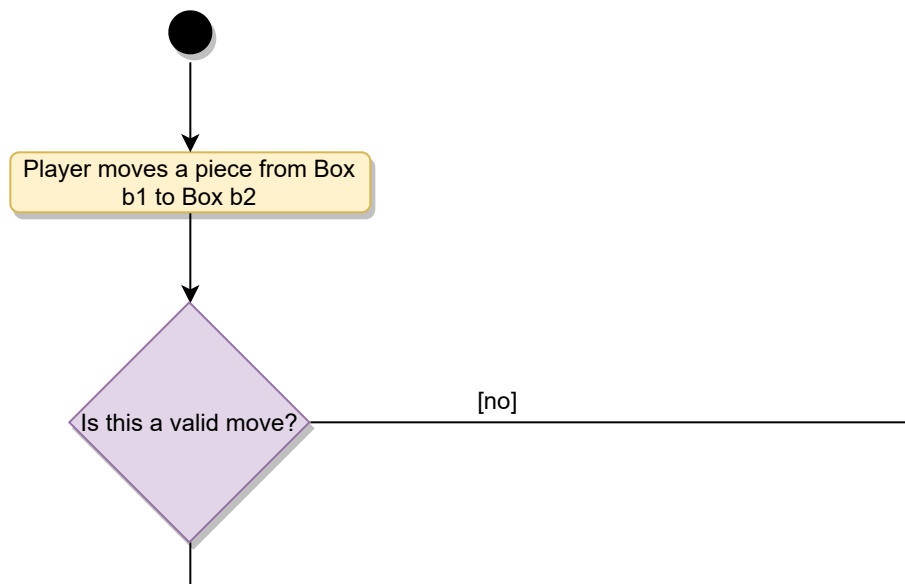 Player moves a piece from Box
b1 to Box b2
[no]
Is this a valid move?